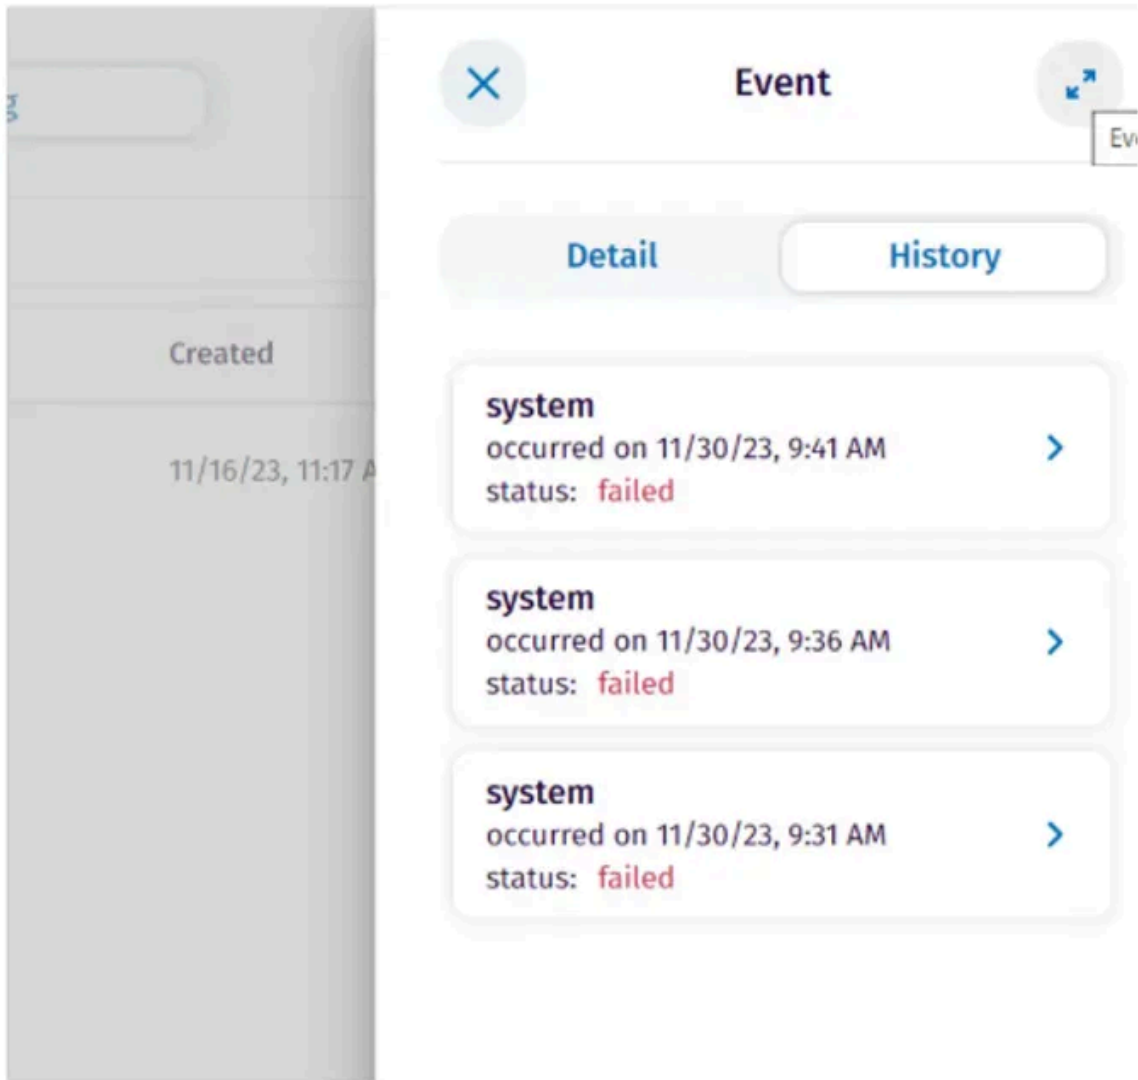 Event
Detail
History
Created
11/16/23, 11:17
system
occurred on 11/30/23, 9:41 AM
status: failed
system
occurred on 11/30/23, 9:36 AM
status: failed
system
occurred on 11/30/23, 9:31 AM
status: failed